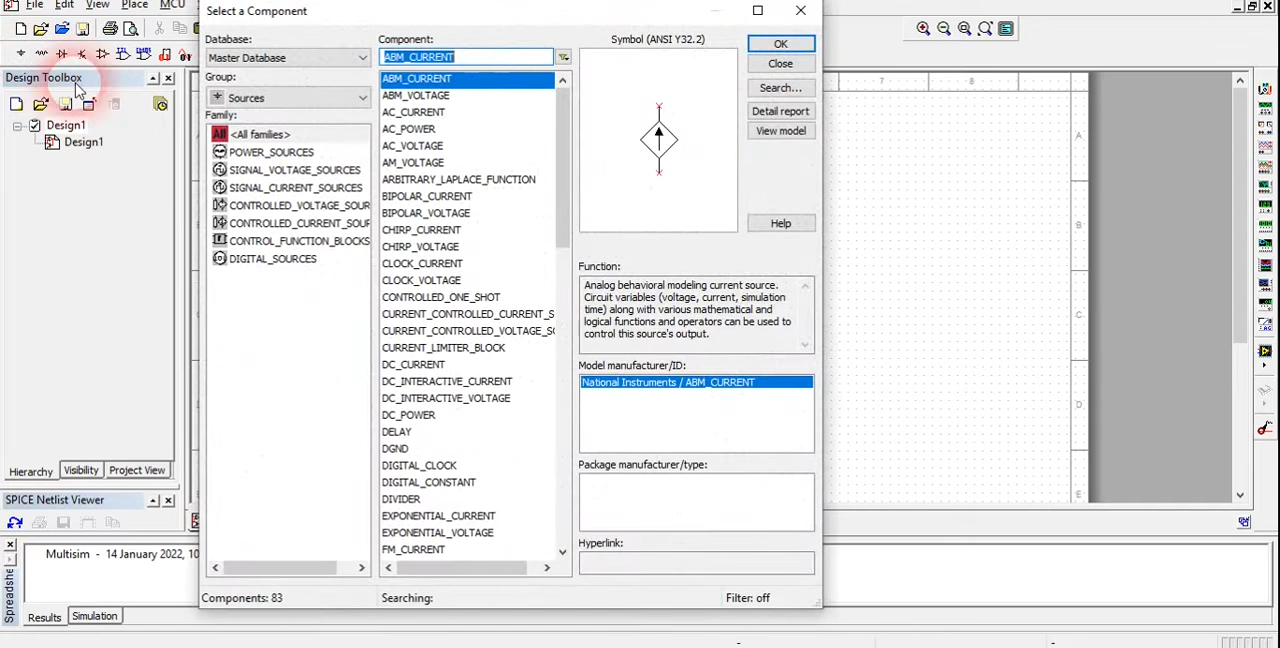 File Edit View Place MCU
Select a Component
Database:
Master Database
Group:
Sources
Family:
All <All families>
POWER_SOURCES
SIGNAL_VOLTAGE_SOURCES
SIGNAL_CURRENT_SOURCES
CONTROLLED_VOLTAGE_SOUR
CONTROLLED_CURRENT_SOUR
CONTROL_FUNCTION_BLOCKS
DIGITAL_SOURCES
Component:
ABM_CURRENT
ABM_CURRENT
ABM_VOLTAGE
AC_CURRENT
AC_POWER
AC_VOLTAGE
AM_VOLTAGE
ARBITRARY_LAPLACE_FUNCTION
BIPOLAR_CURRENT
BIPOLAR_VOLTAGE
CHIRP_CURRENT
CHIRP_VOLTAGE
CLOCK_CURRENT
CLOCK_VOLTAGE
CONTROLLED_ONE_SHOT
CURRENT_CONTROLLED_CURRENT_S
CURRENT_CONTROLLED_VOLTAGE_SO
CURRENT_LIMITER_BLOCK
DC_CURRENT
DC_INTERACTIVE_CURRENT
DC_INTERACTIVE_VOLTAGE
DC_POWER
DELAY
DGND
DIGITAL_CLOCK
DIGITAL_CONSTANT
DIVIDER
EXPONENTIAL_CURRENT
EXPONENTIAL_VOLTAGE
FM_CURRENT
Symbol (ANSI Y32.2)
OK
Close
Search...
Detail report
View model
Help
Function:
Analog behavioral modeling current source.
Circuit variables (voltage, current, simulation
time) along with various mathematical and
logical functions and operators can be used to
control this source's output.
Model manufacturer/ID:
National Instruments / ABM_CURRENT
Package manufacturer/type:
Hyperlink:
Components: 83
Searching:
Filter: off
Design Toolbox
Design1
Design1
Hierarchy Visibility Project View
SPICE Netlist Viewer
Multisim - 14 January 2022, 10
Spreadshe
Results Simulation
7 8
A
B
C
D
E